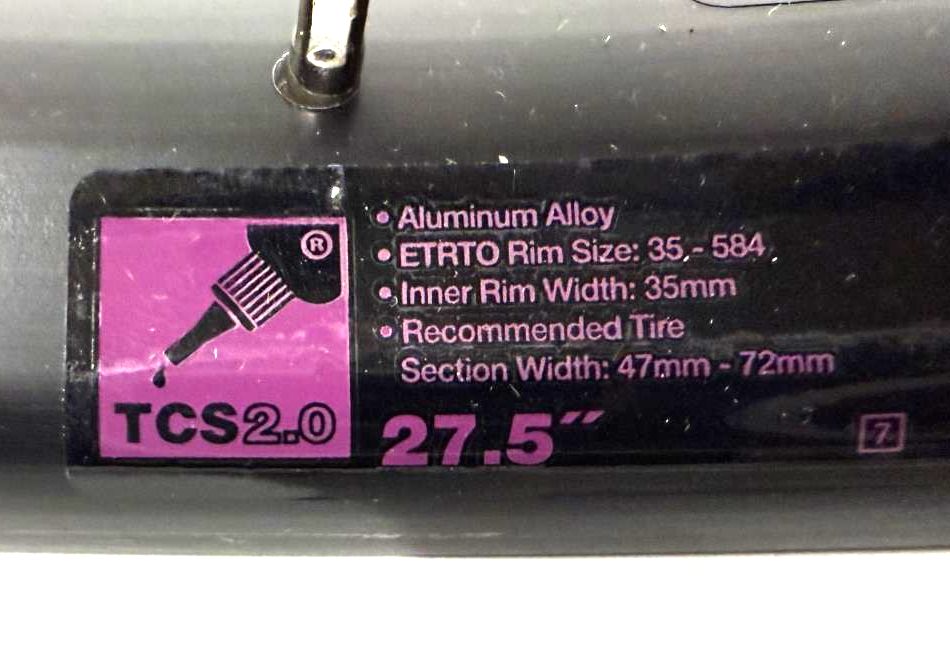 ®
TCS2.0
• Aluminum Alloy
• ETRTO Rim Size: 35 - 584
• Inner Rim Width: 35mm
• Recommended Tire
Section Width: 47mm - 72mm
27.5″
7